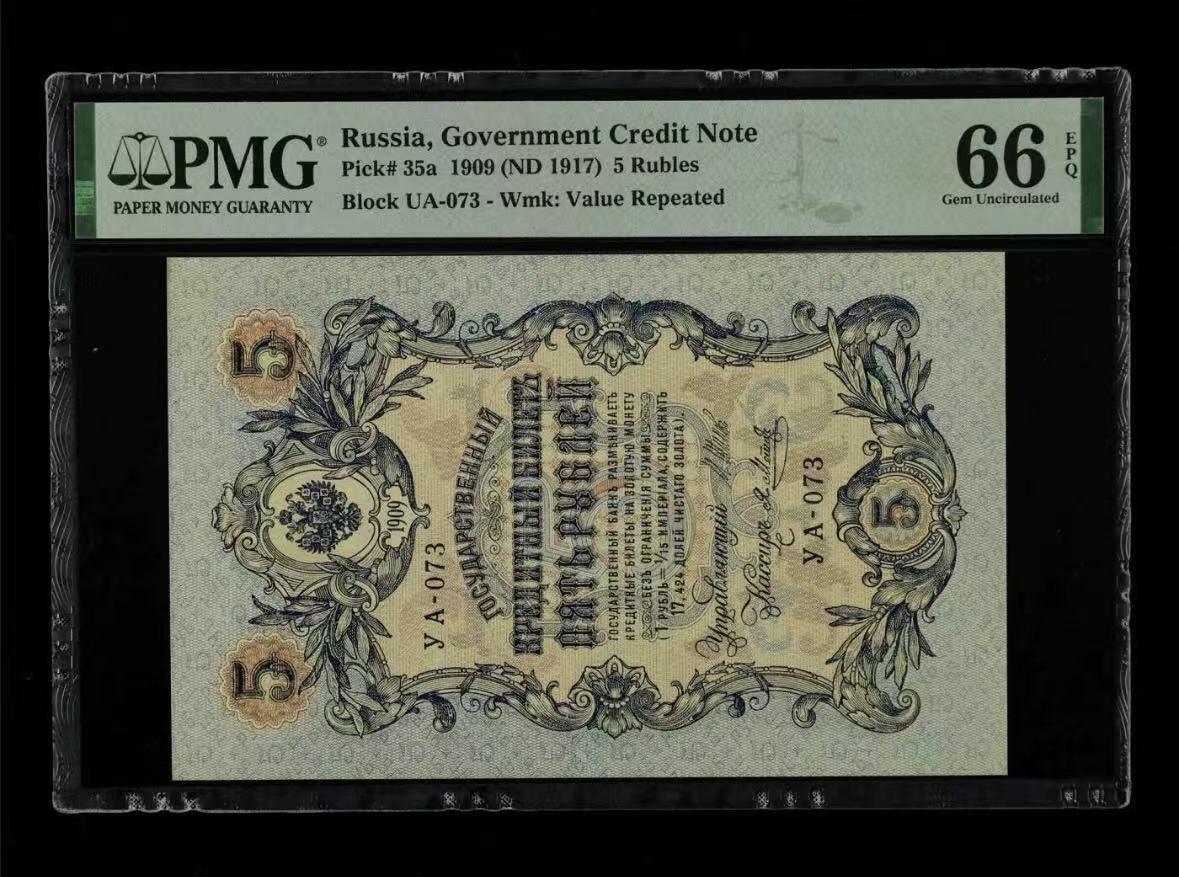 PMG®
PAPER MONEY GUARANTY
Russia, Government Credit Note
Pick# 35a 1909 (ND 1917) 5 Rubles
Block UA-073 - Wmk: Value Repeated
66
EPQ
Gem Uncirculated
5
5
1909
УА-073
ГОСУДАРСТВЕННЫЙ
КРЕДИТНЫЙ БИЛЕТЪ
ПЯТЬ РУБЛЕЙ
ГОСУДАРСТВЕННЫЙ БАНКЪ РАЗМѢНИВАЕТЪ
КРЕДИТНЫЕ БИЛЕТЫ НА ЗОЛОТУЮ МОНЕТУ
БЕЗЪ ОГРАНИЧЕНІЯ СУММЫ
(1 РУБЛЬ = 1/15 ИМПЕРІАЛА, СОДЕРЖИТЪ
17,424 ДОЛЕЙ ЧИСТАГО ЗОЛОТА).
Управляющій
Кассиръ
УА-073
5